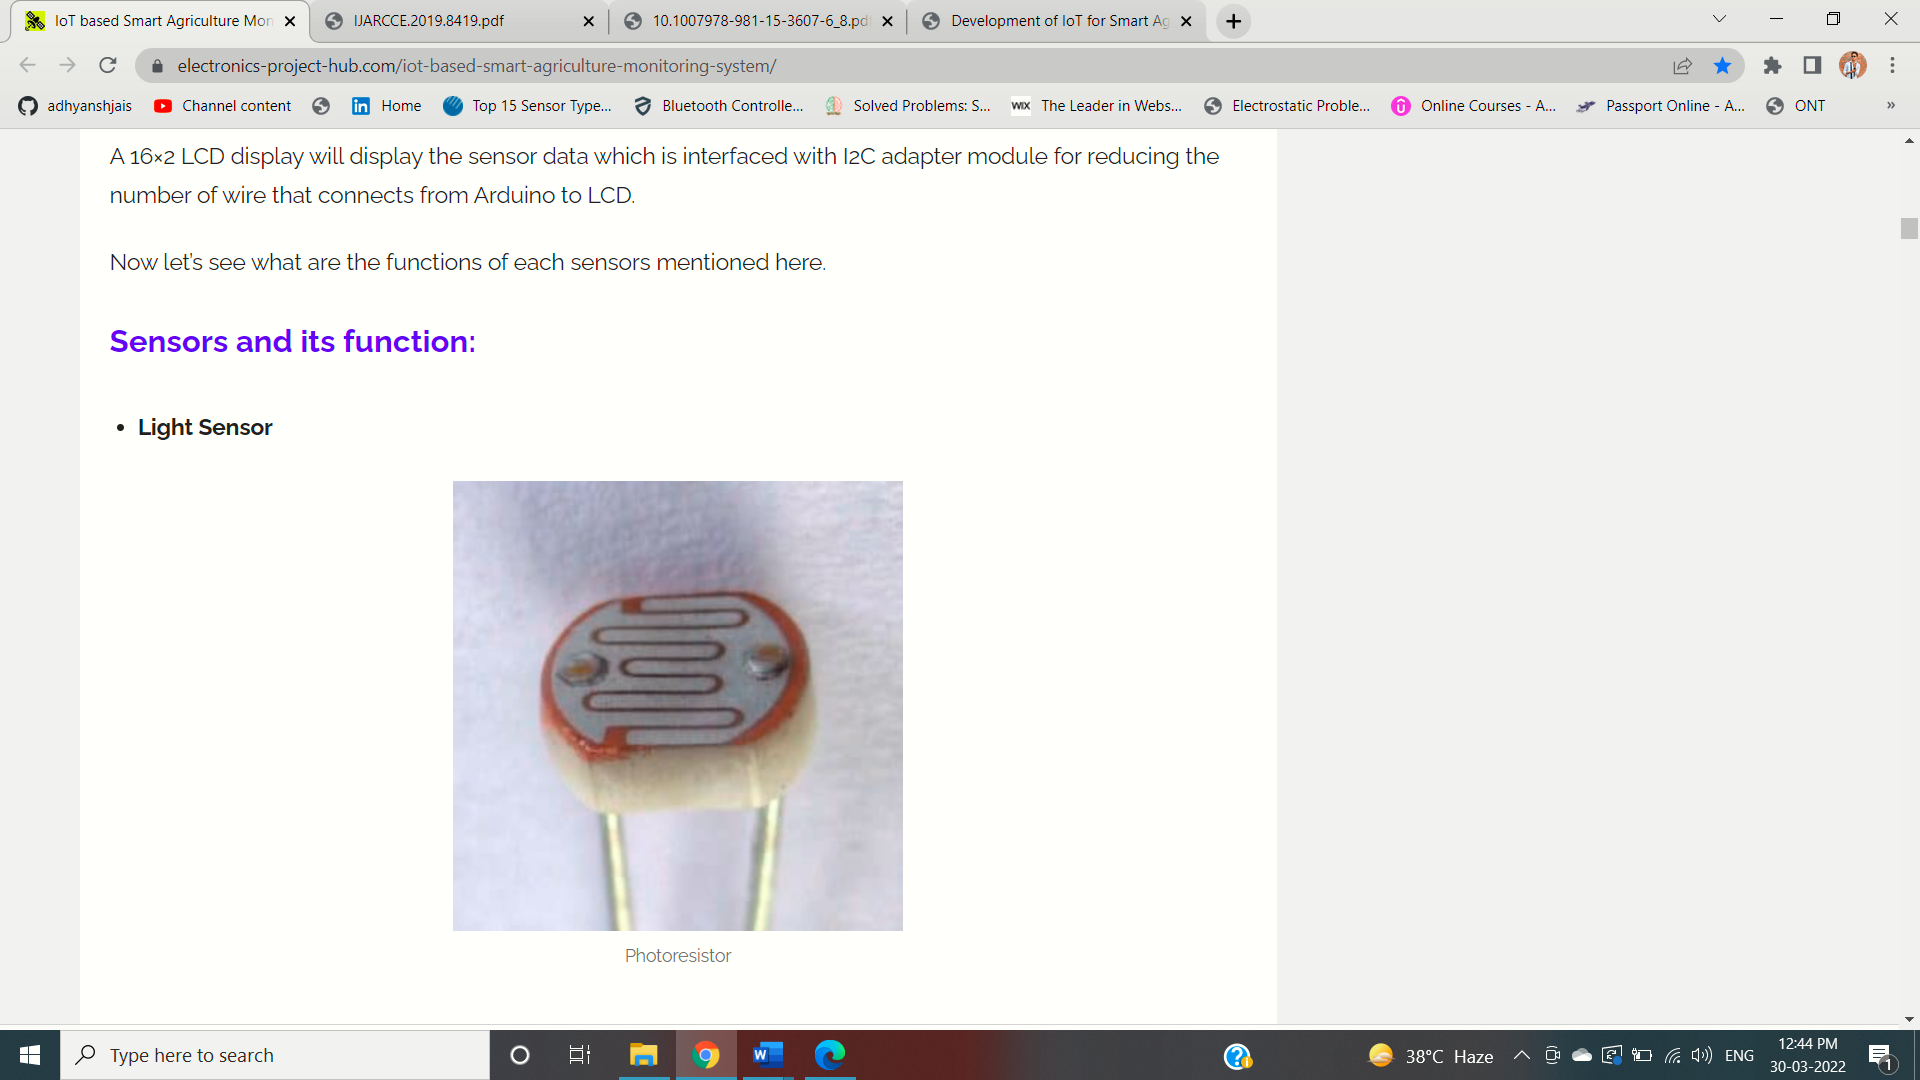 IoT based Smart Agriculture Mon
IJARCCE.2019.8419.pdf
10.1007978-981-15-3607-6_8.pd
Development of IoT for Smart Ag
electronics-project-hub.com/iot-based-smart-agriculture-monitoring-system/
adhyanshjais
Channel content
in
Home
Top 15 Sensor Type...
Bluetooth Controlle...
Solved Problems: S...
WIX
The Leader in Webs...
Electrostatic Proble...
Online Courses - A...
Passport Online - A...
ONT
»
A 16×2 LCD display will display the sensor data which is interfaced with I2C adapter module for reducing the
number of wire that connects from Arduino to LCD.
Now let's see what are the functions of each sensors mentioned here.
Sensors and its function:
• Light Sensor
Photoresistor
Type here to search
38°C Haze
ENG
12:44 PM
30-03-2022
1